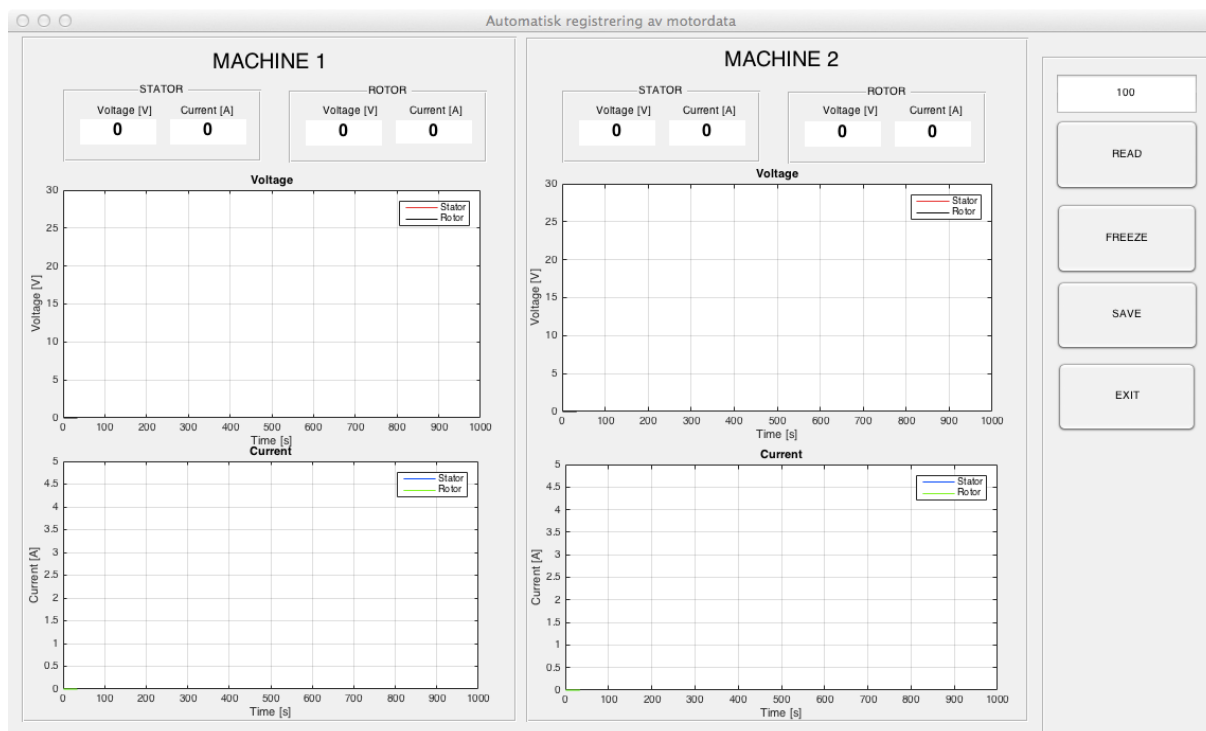 Automatisk registrering av motordata
MACHINE 1
STATOR
Voltage [V] Current [A]
0 0
ROTOR
Voltage [V] Current [A]
0 0
Voltage
Stator
Rotor
30
25
20
15
10
5
0
Voltage [V]
0 100 200 300 400 500 600 700 800 900 1000
Time [s]
Current
Stator
Rotor
5
4.5
4
3.5
3
2.5
2
1.5
1
0.5
0
Current [A]
0 100 200 300 400 500 600 700 800 900 1000
Time [s]
MACHINE 2
STATOR
Voltage [V] Current [A]
0 0
ROTOR
Voltage [V] Current [A]
0 0
Voltage
Stator
Rotor
30
25
20
15
10
5
0
Voltage [V]
0 100 200 300 400 500 600 700 800 900 1000
Time [s]
Current
Stator
Rotor
5
4.5
4
3.5
3
2.5
2
1.5
1
0.5
0
Current [A]
0 100 200 300 400 500 600 700 800 900 1000
Time [s]
100
READ
FREEZE
SAVE
EXIT